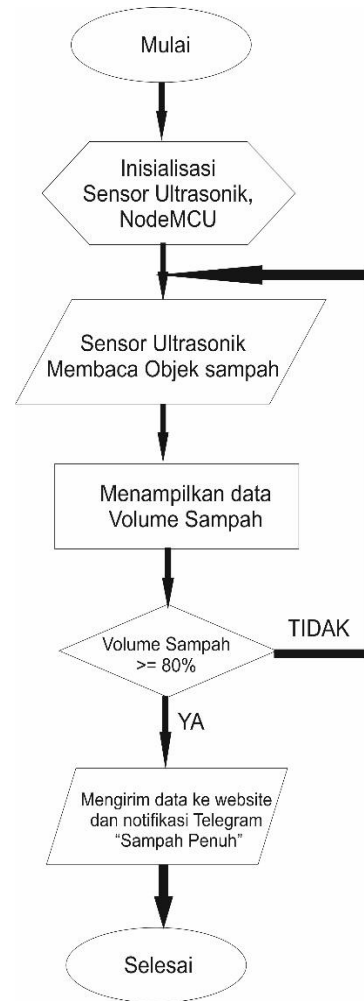 Mulai
Inisialisasi
Sensor Ultrasonik,
NodeMCU
Sensor Ultrasonik
Membaca Objek sampah
Menampilkan data
Volume Sampah
Volume Sampah
>= 80%
TIDAK
YA
Mengirim data ke website
dan notifikasi Telegram
“Sampah Penuh”
Selesai